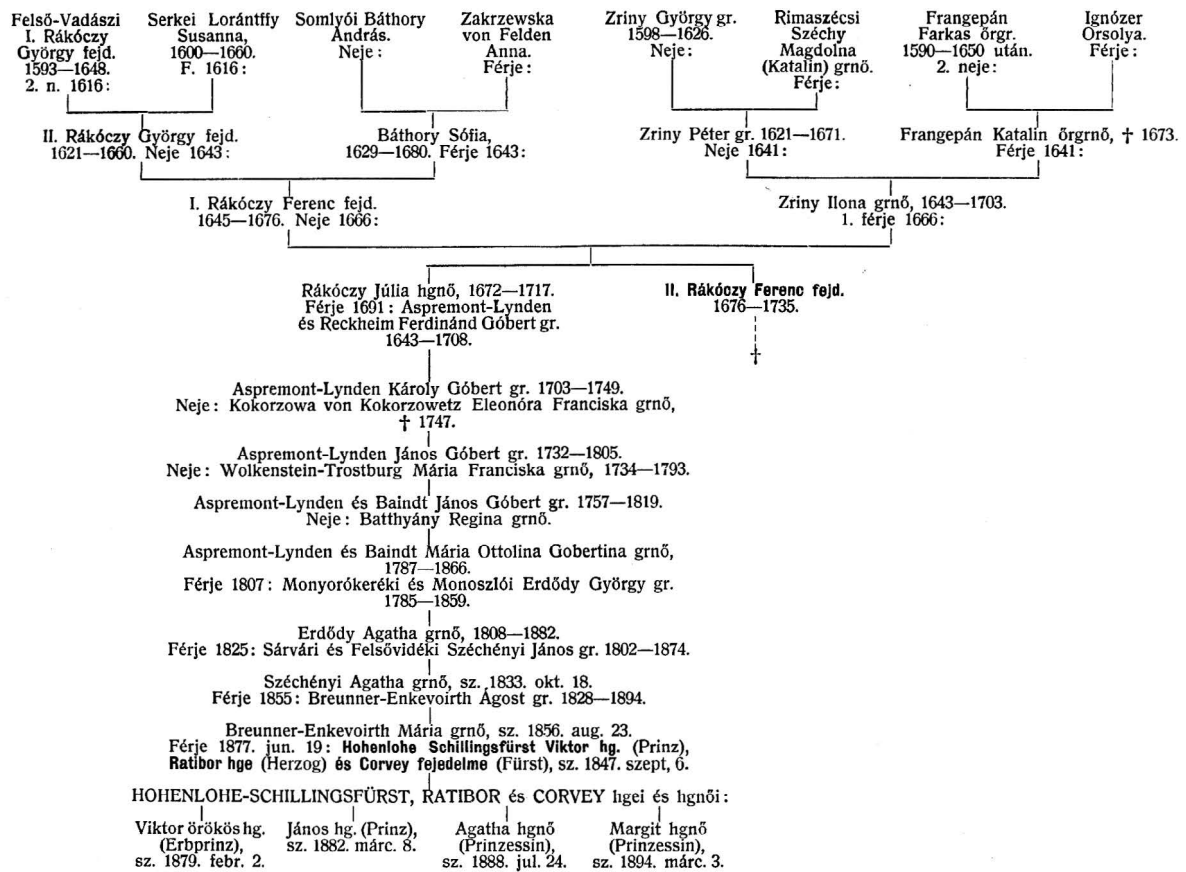 Felső-Vadászi
I. Rákóczy
György fejd.
1593—1648.
2. n. 1616:
Serkei Lorántffy
Susanna,
1600—1660.
F. 1616:
Somlyói Báthory
András.
Neje:
Zakrzewska
von Felden
Anna.
Férje:
Zriny György gr.
1598—1626.
Neje:
Rimaszécsi
Széchy
Magdolna
(Katalin) grnő.
Férje:
Frangepán
Farkas őrgr.
1590—1650 után.
2. neje:
Ignózer
Orsolya.
Férje:
II. Rákóczy György fejd.
1621—1660. Neje 1643:
Báthory Sófia,
1629—1680. Férje 1643:
Zriny Péter gr. 1621—1671.
Neje 1641:
Frangepán Katalin őrgrnő, † 1673.
Férje 1641:
I. Rákóczy Ferenc fejd.
1645—1676. Neje 1666:
Zriny Ilona grnő, 1643—1703.
1. férje 1666:
Rákóczy Júlia hgnő, 1672—1717.
Férje 1691: Aspremont-Lynden
és Reckheim Ferdinánd Góbert gr.
1643—1708.
II. Rákóczy Ferenc fejd.
1676—1735.
†
Aspremont-Lynden Károly Góbert gr. 1703—1749.
Neje: Kokorzowa von Kokorzowetz Eleonóra Franciska grnő,
† 1747.
Aspremont-Lynden János Góbert gr. 1732—1805.
Neje: Wolkenstein-Trostburg Mária Franciska grnő, 1734—1793.
Aspremont-Lynden és Baindt János Góbert gr. 1757—1819.
Neje: Batthyány Regina grnő.
Aspremont-Lynden és Baindt Mária Ottolina Gobertina grnő,
1787—1866.
Férje 1807: Monyorókeréki és Monoszlói Erdődy György gr.
1785—1859.
Erdődy Agatha grnő, 1808—1882.
Férje 1825: Sárvári és Felsővidéki Széchényi János gr. 1802—1874.
Széchényi Agatha grnő, sz. 1833. okt. 18.
Férje 1855: Breunner-Enkevoirth Ágost gr. 1828—1894.
Breunner-Enkevoirth Mária grnő, sz. 1856. aug. 23.
Férje 1877. jun. 19: Hohenlohe Schillingsfürst Viktor hg. (Prinz),
Ratibor hge (Herzog) és Corvey fejedelme (Fürst), sz. 1847. szept, 6.
HOHENLOHE-SCHILLINGSFÜRST, RATIBOR és CORVEY hgei és hgnői:
Viktor örökös hg.
(Erbprinz),
sz. 1879. febr. 2.
János hg. (Prinz),
sz. 1882. márc. 8.
Agatha hgnő
(Prinzessin),
sz. 1888. jul. 24.
Margit hgnő
(Prinzessin),
sz. 1894. márc. 3.